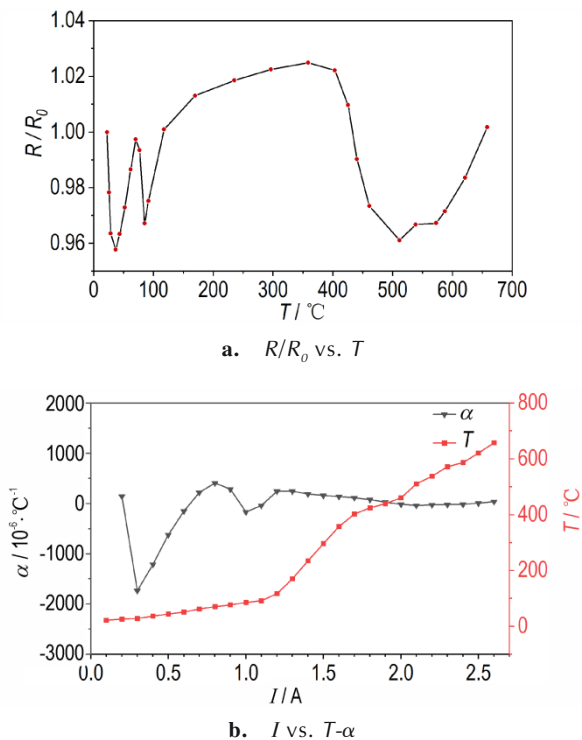 1.04
1.02
1.00
0.98
0.96
R/R0
0 100 200 300 400 500 600 700
T / ℃
a. R/R0 vs. T
2000
1000
0
-1000
-2000
-3000
α / 10-6·℃-1
α
T
800
600
400
200
0
T / ℃
0.0 0.5 1.0 1.5 2.0 2.5
I / A
b. I vs. T-α